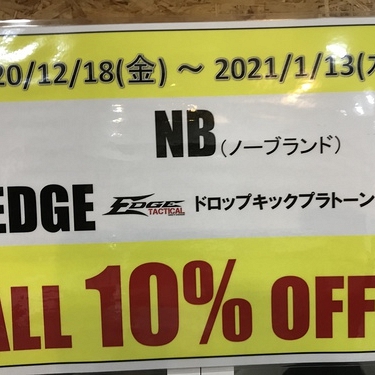 20/12/18(金) ～ 2021/1/13(水
NB(ノーブランド)
EDGE EDGE TACTICAL ドロップキックプラトーン
ALL 10% OFF